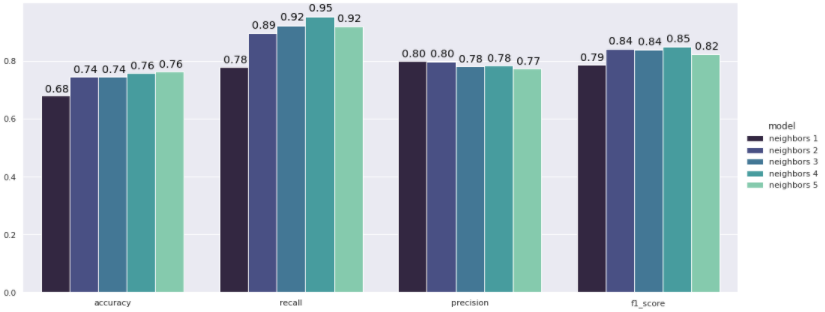 0.68 0.74 0.74 0.76 0.76
0.78 0.89 0.92 0.95 0.92
0.80 0.80 0.78 0.78 0.77
0.79 0.84 0.84 0.85 0.82
0.8
0.6
0.4
0.2
0.0
accuracy recall precision f1_score
model
neighbors 1
neighbors 2
neighbors 3
neighbors 4
neighbors 5